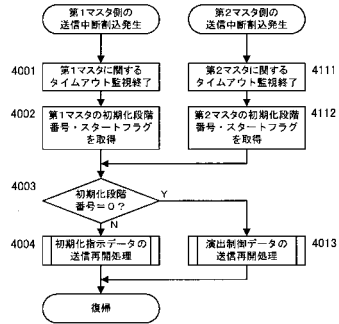 第1マスタ側の
送信中断割込発生
第2マスタ側の
送信中断割込発生
4001
第1マスタに関する
タイムアウト監視終了
第2マスタに関する
タイムアウト監視終了
4111
4002
第1マスタの初期化段階
番号・スタートフラグ
を取得
第2マスタの初期化段階
番号・スタートフラグ
を取得
4112
4003
初期化段階
番号=0?
Y
N
4004
初期化指示データの
送信再開処理
演出制御データの
送信再開処理
4013
復帰